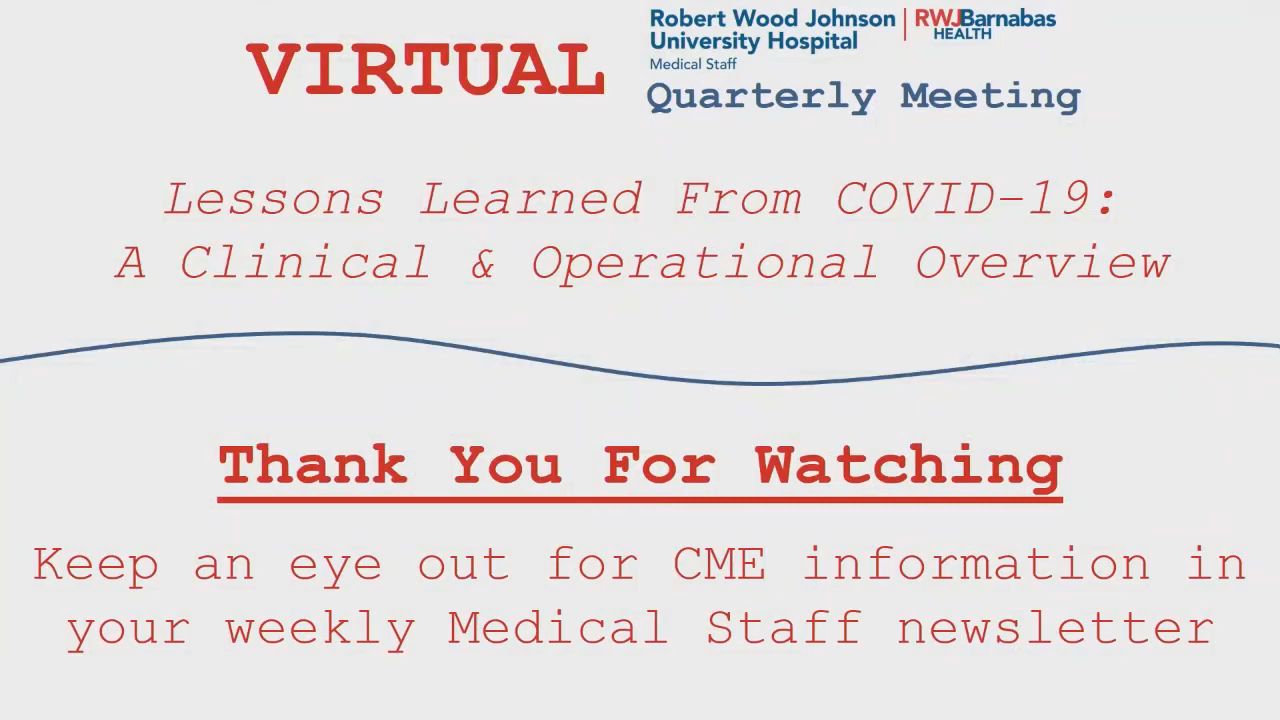 VIRTUAL
Robert Wood Johnson
University Hospital
RWJBarnabas
HEALTH
Medical Staff
Quarterly Meeting
Lessons Learned From COVID-19:
A Clinical & Operational Overview
Thank You For Watching
Keep an eye out for CME information in
your weekly Medical Staff newsletter